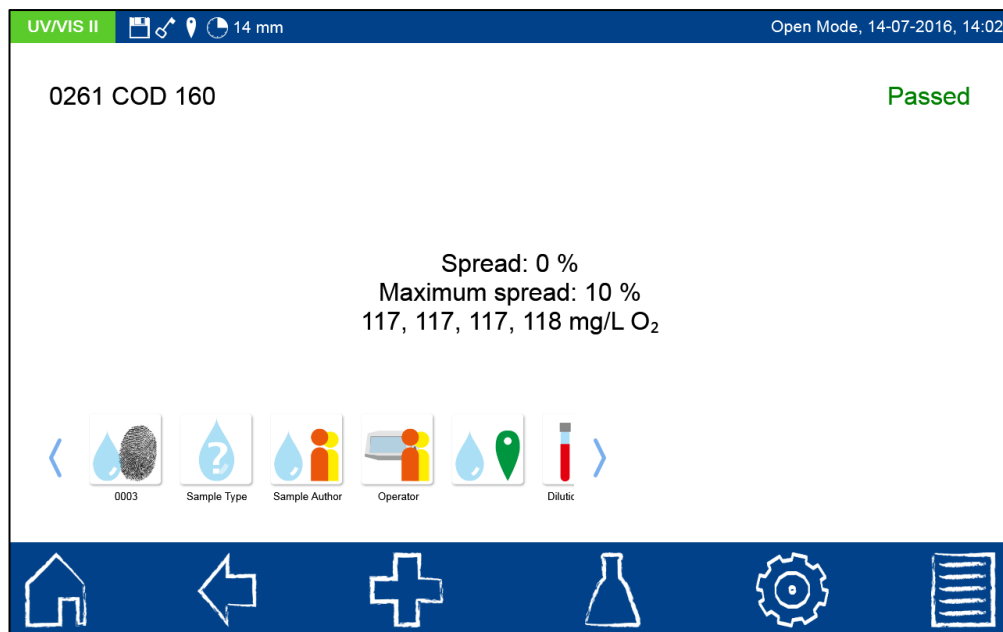 UV/VIS II 14 mm Open Mode, 14-07-2016, 14:02
0261 COD 160 Passed
Spread: 0 %
Maximum spread: 10 %
117, 117, 117, 118 mg/L O₂
?
0003 Sample Type Sample Author Operator Dilutic